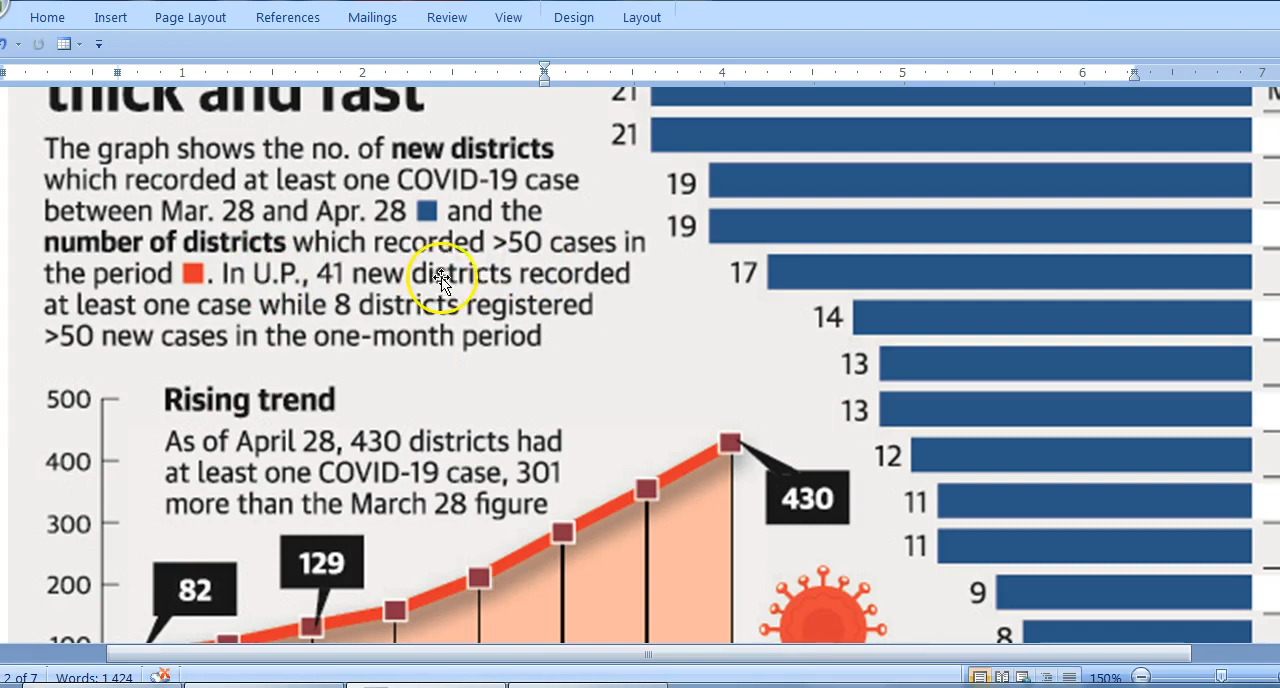 Home Insert Page Layout References Mailings Review View Design Layout
1 2 4 5 6 7
thick and fast
The graph shows the no. of new districts
which recorded at least one COVID-19 case
between Mar. 28 and Apr. 28 and the
number of districts which recorded >50 cases in
the period . In U.P., 41 new districts recorded
at least one case while 8 districts registered
>50 new cases in the one-month period
21
21
19
19
17
14
13
13
12
11
11
9
8
Rising trend
As of April 28, 430 districts had
at least one COVID-19 case, 301
more than the March 28 figure
500
400
300
200
100
82
129
430
2 of 7 Words: 1,424 150%